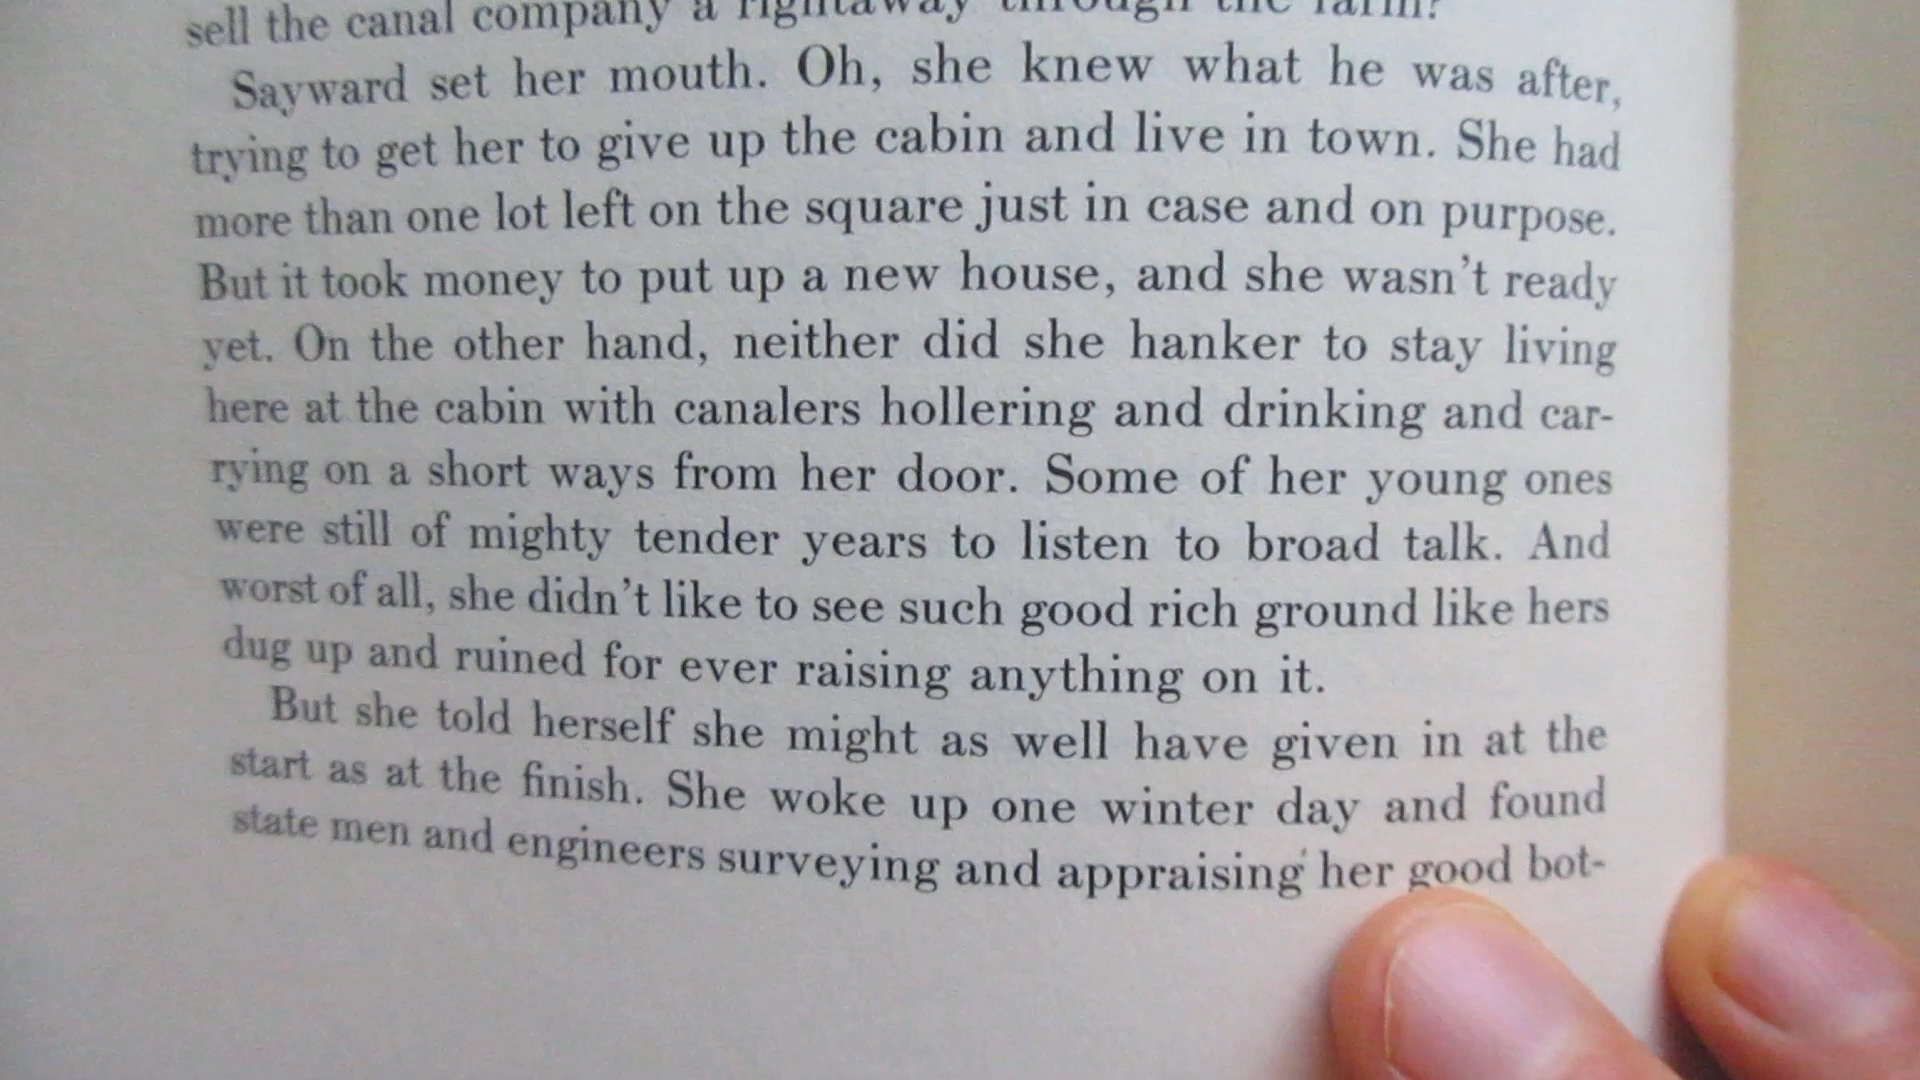 sell the canal company a rightaway through the farm?
Sayward set her mouth. Oh, she knew what he was after,
trying to get her to give up the cabin and live in town. She had
more than one lot left on the square just in case and on purpose.
But it took money to put up a new house, and she wasn't ready
yet. On the other hand, neither did she hanker to stay living
here at the cabin with canalers hollering and drinking and car-
rying on a short ways from her door. Some of her young ones
were still of mighty tender years to listen to broad talk. And
worst of all, she didn't like to see such good rich ground like hers
dug up and ruined for ever raising anything on it.
But she told herself she might as well have given in at the
start as at the finish. She woke up one winter day and found
state men and engineers surveying and appraising her good bot-